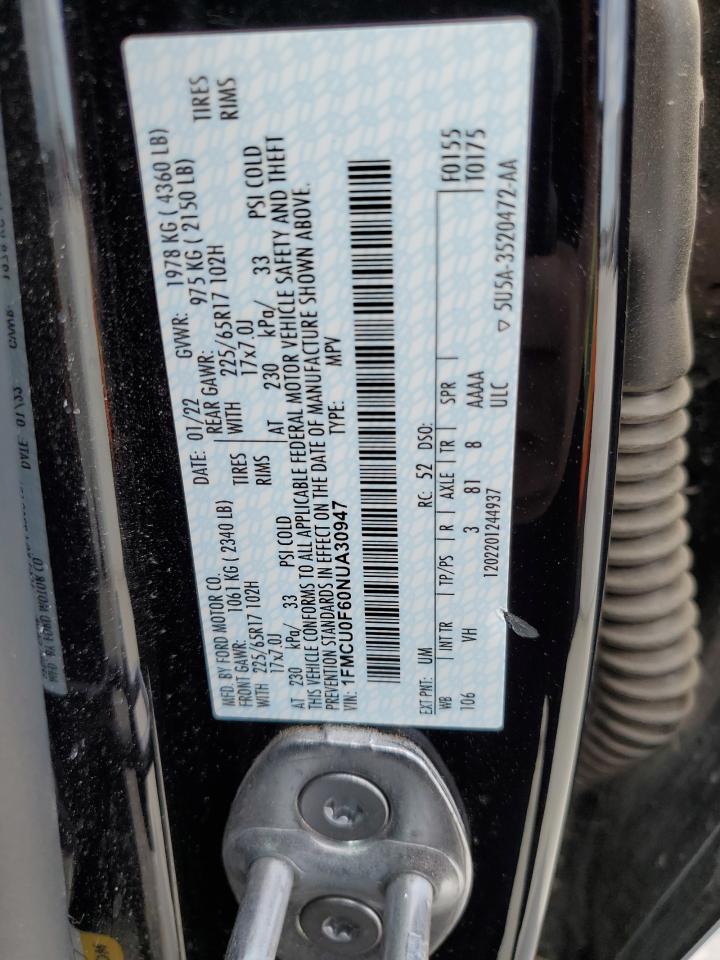 MFD. BY FORD MOTOR CO.
DATE: 01/22 GVWR: 1978 KG ( 4360 LB)
FRONT GAWR: 1061 KG ( 2340 LB) REAR GAWR: 975 KG ( 2150 LB)
WITH 225/65R17 102H TIRES WITH 225/65R17 102H TIRES
17x7.0J RIMS 17x7.0J RIMS
AT 230 kPa/ 33 PSI COLD AT 230 kPa/ 33 PSI COLD
THIS VEHICLE CONFORMS TO ALL APPLICABLE FEDERAL MOTOR VEHICLE SAFETY AND THEFT
PREVENTION STANDARDS IN EFFECT ON THE DATE OF MANUFACTURE SHOWN ABOVE.
VIN: 1FMCU0F60NUA30947 TYPE: MPV
EXT PNT: UM RC: 52 DSO: F0155
WB INT TR TP/PS R AXLE TR SPR T0175
106 VH 3 81 8 AAAA
ULC
1202201244937 ▽ 5U5A-3520472-AA